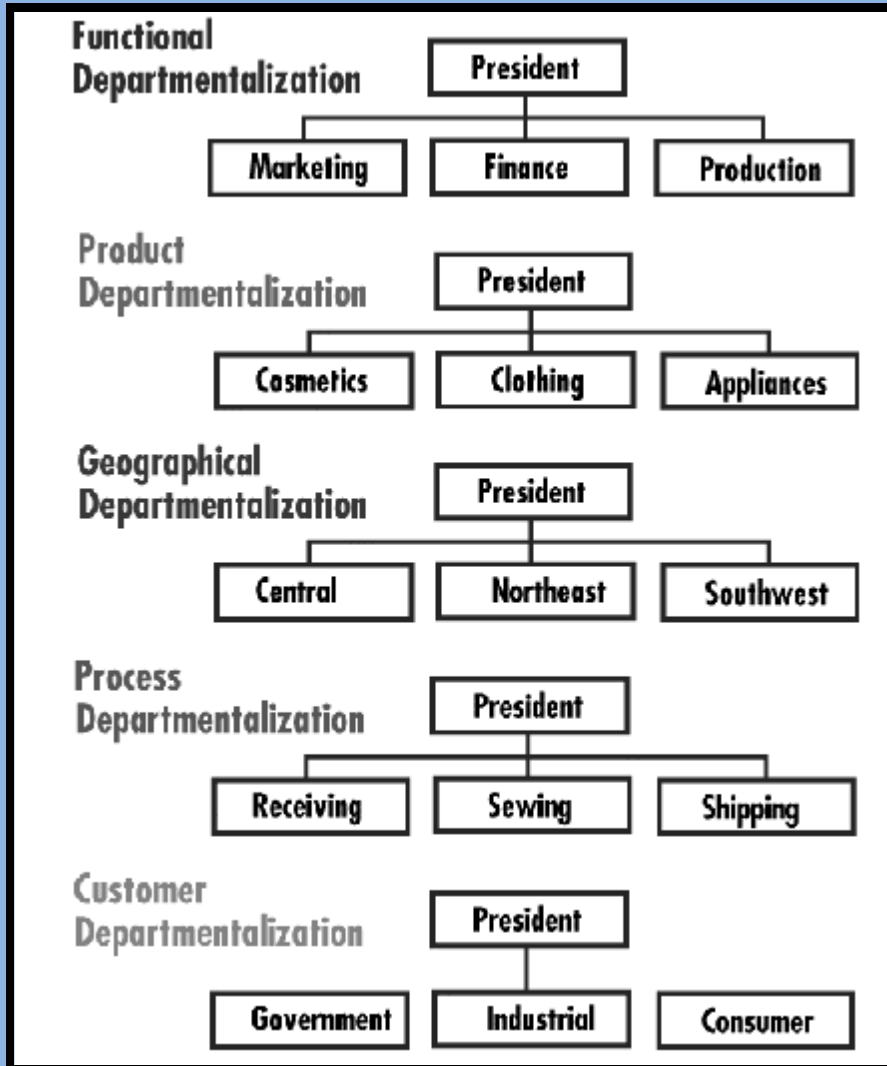 Functional
Departmentalization
President
Marketing
Finance
Production
Product
Departmentalization
President
Cosmetics
Clothing
Appliances
Geographical
Departmentalization
President
Central
Northeast
Southwest
Process
Departmentalization
President
Receiving
Sewing
Shipping
Customer
Departmentalization
President
Government
Industrial
Consumer